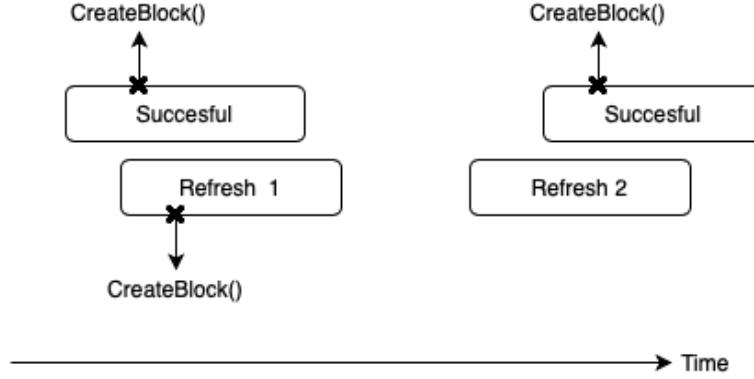 CreateBlock()
CreateBlock()
Succesful
Succesful
Refresh 1
Refresh 2
CreateBlock()
Time